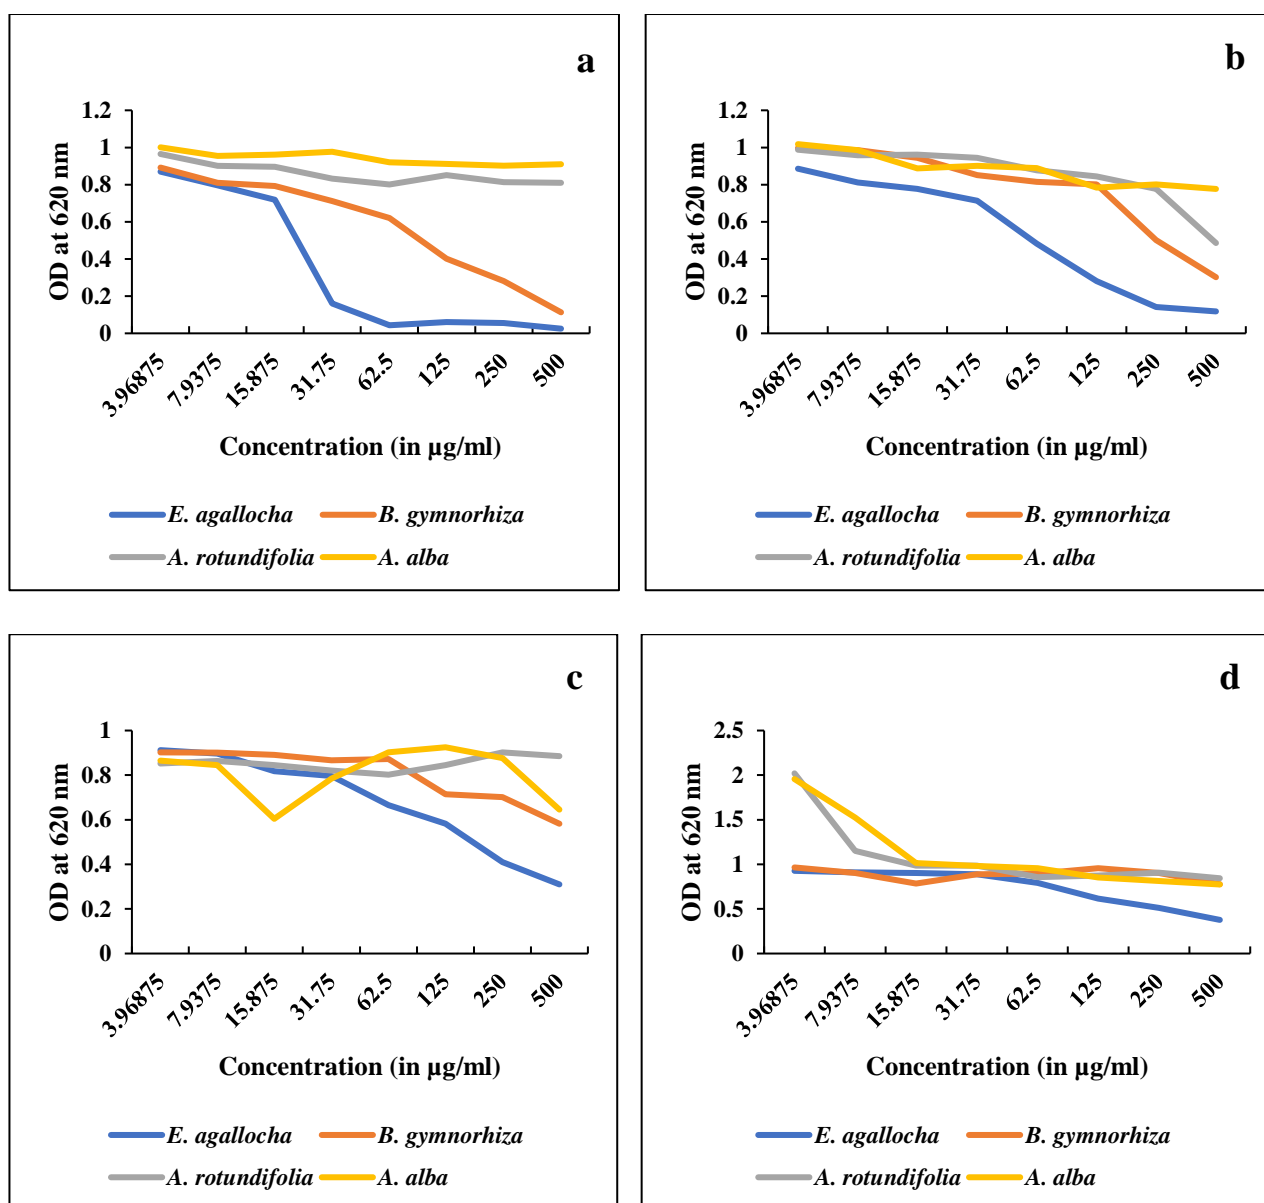 a
1.2
1
0.8
0.6
0.4
0.2
0
OD at 620 nm
3.96875
7.9375
15.875
31.75
62.5
125
250
500
Concentration (in µg/ml)
E. agallocha B. gymnorhiza
A. rotundifolia A. alba
b
1.2
1
0.8
0.6
0.4
0.2
0
OD at 620 nm
3.96875
7.9375
15.875
31.75
62.5
125
250
500
Concentration (in µg/ml)
E. agallocha B. gymnorhiza
A. rotundifolia A. alba
c
1
0.8
0.6
0.4
0.2
0
OD at 620 nm
3.96875
7.9375
15.875
31.75
62.5
125
250
500
Concentration (in µg/ml)
E. agallocha B. gymnorhiza
A. rotundifolia A. alba
d
2.5
2
1.5
1
0.5
0
OD at 620 nm
3.96875
7.9375
15.875
31.75
62.5
125
250
500
Concentration (in µg/ml)
E. agallocha B. gymnorhiza
A. rotundifolia A. alba